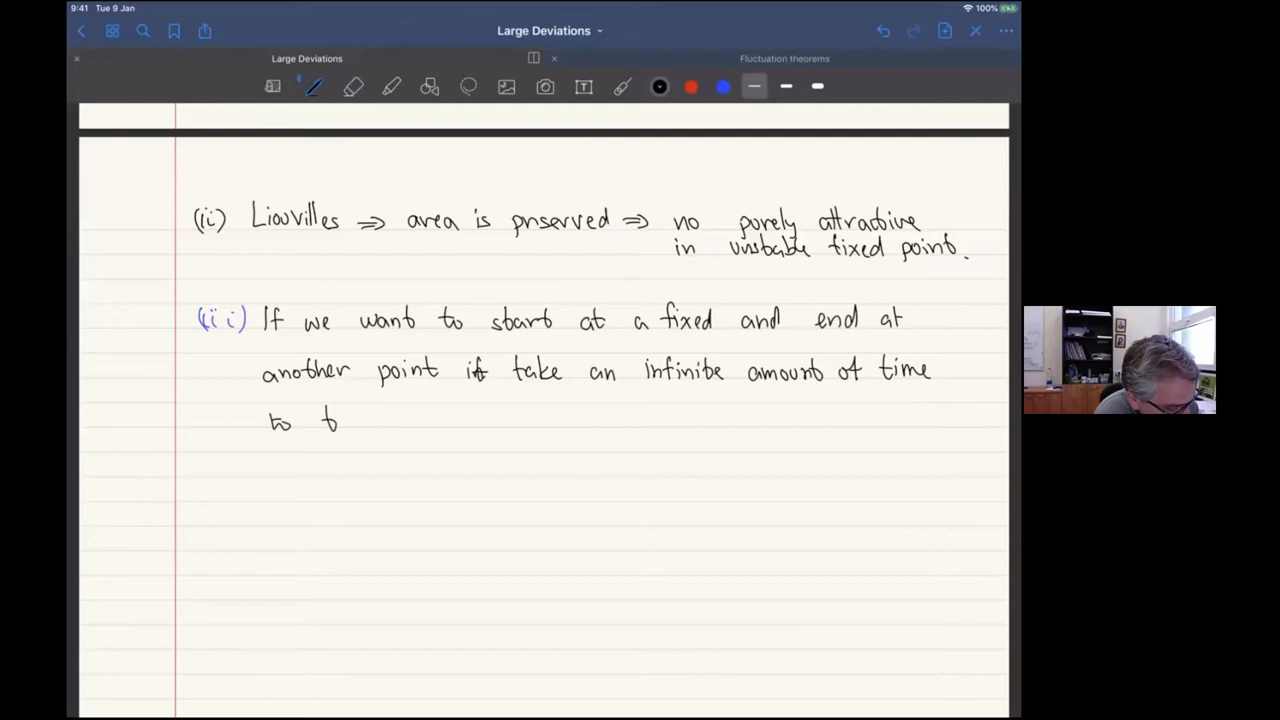 9:41 Tue 9 Jan
100%
Large Deviations
Large Deviations
Fluctuation theorems
(ii) Liouvilles ⇒ area is prserved ⇒ no purely attractive
in unstable fixed point.
(iii) If we want to start at a fixed and end at
another point it take an infinite amount of time
to t